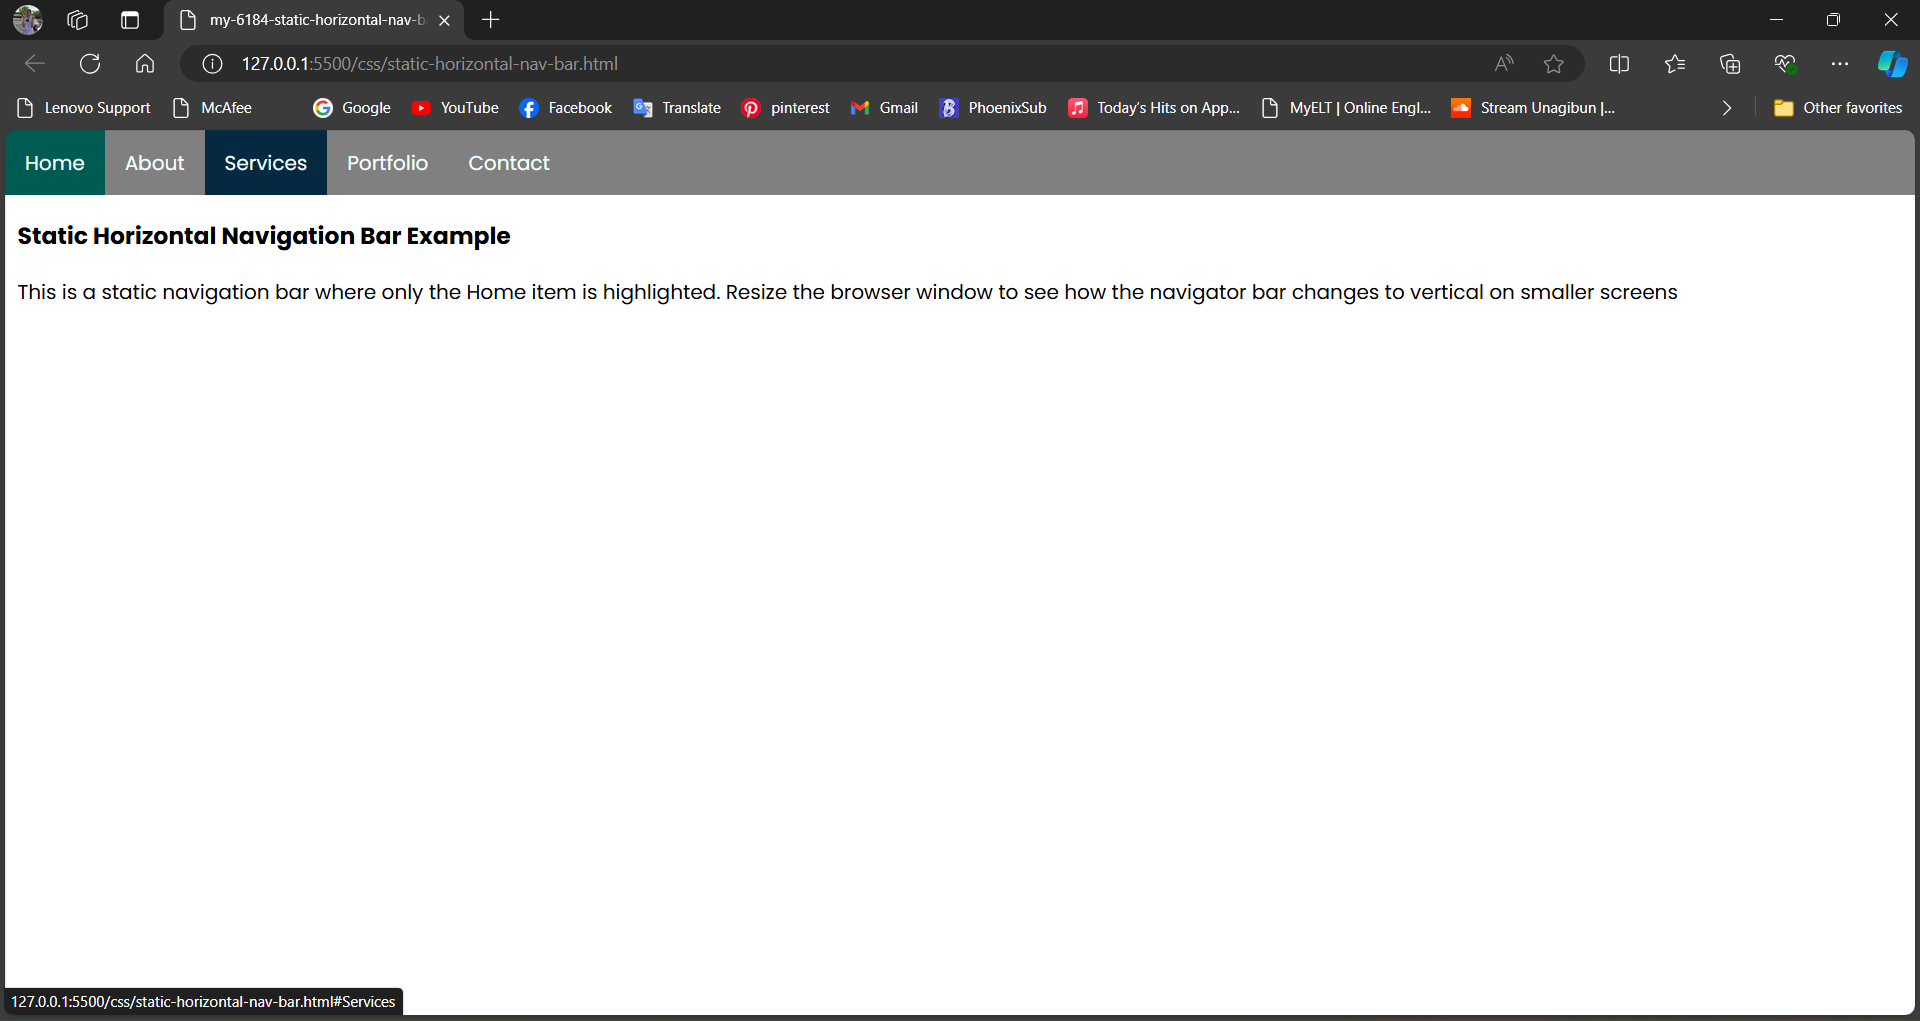 my-6184-static-horizontal-nav-b
127.0.0.1:5500/css/static-horizontal-nav-bar.html
Lenovo Support McAfee Google YouTube Facebook Translate pinterest Gmail PhoenixSub Today's Hits on App... MyELT | Online Engl... Stream Unagibun |... Other favorites
Home About Services Portfolio Contact
Static Horizontal Navigation Bar Example
This is a static navigation bar where only the Home item is highlighted. Resize the browser window to see how the navigator bar changes to vertical on smaller screens
127.0.0.1:5500/css/static-horizontal-nav-bar.html#Services